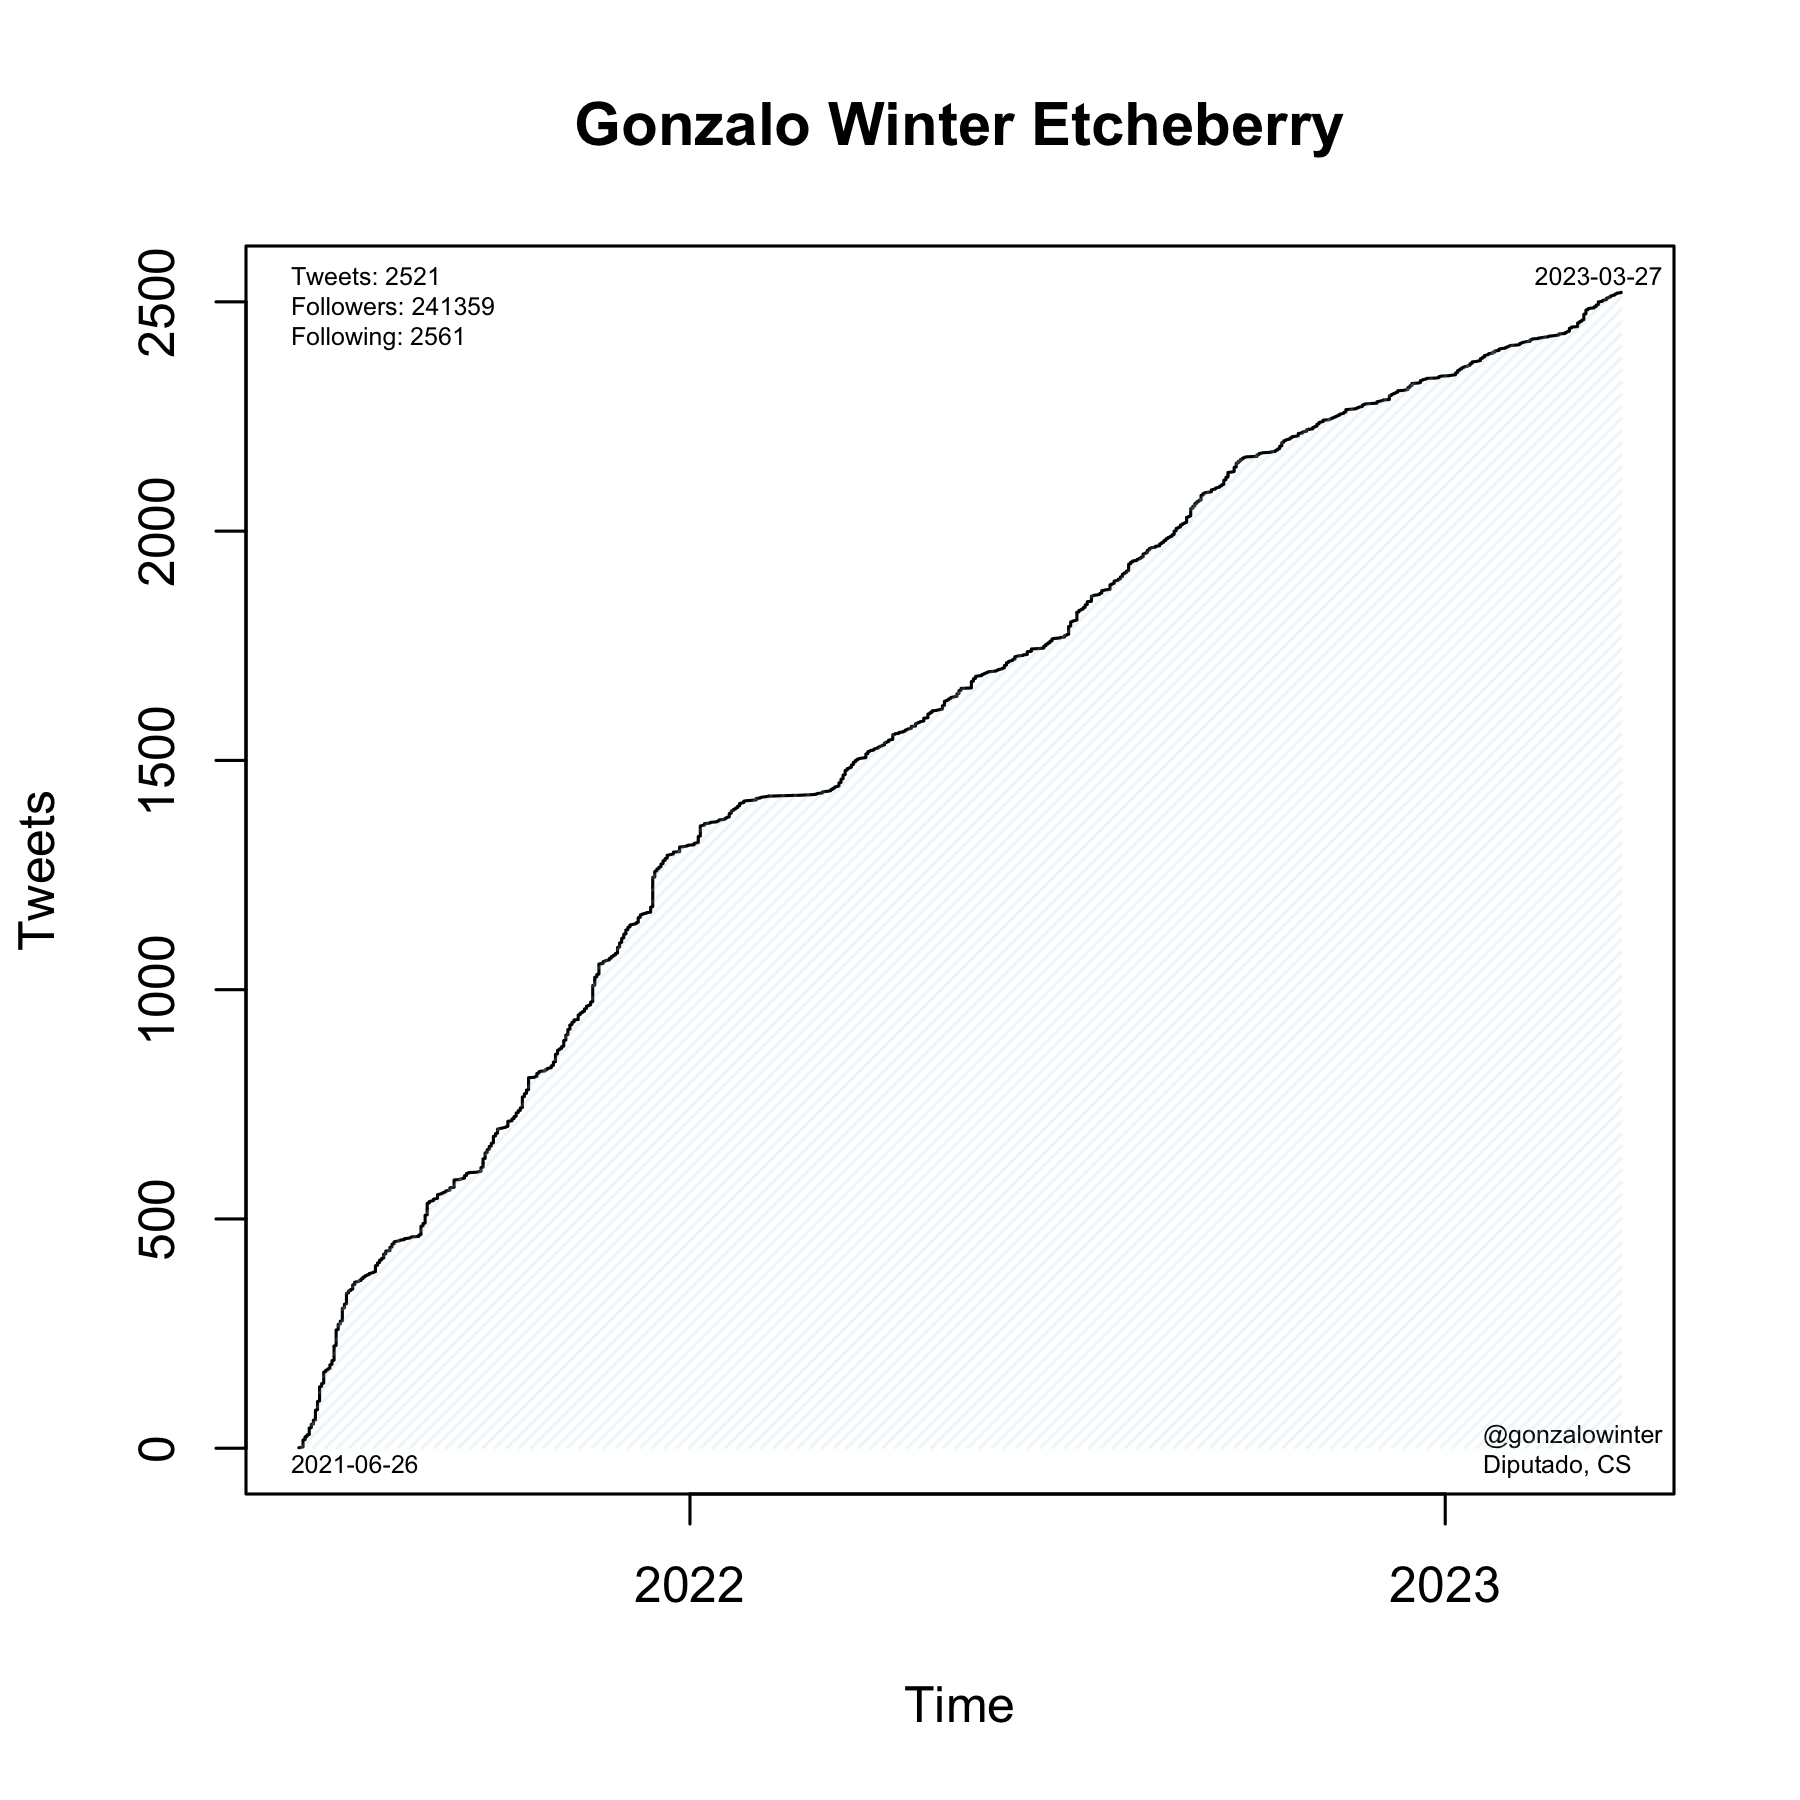 Gonzalo Winter Etcheberry
Tweets: 2521
Followers: 241359
Following: 2561
2023-03-27
2500
2000
1500
1000
500
0
Tweets
2021-06-26
@gonzalowinter
Diputado, CS
2022
2023
Time